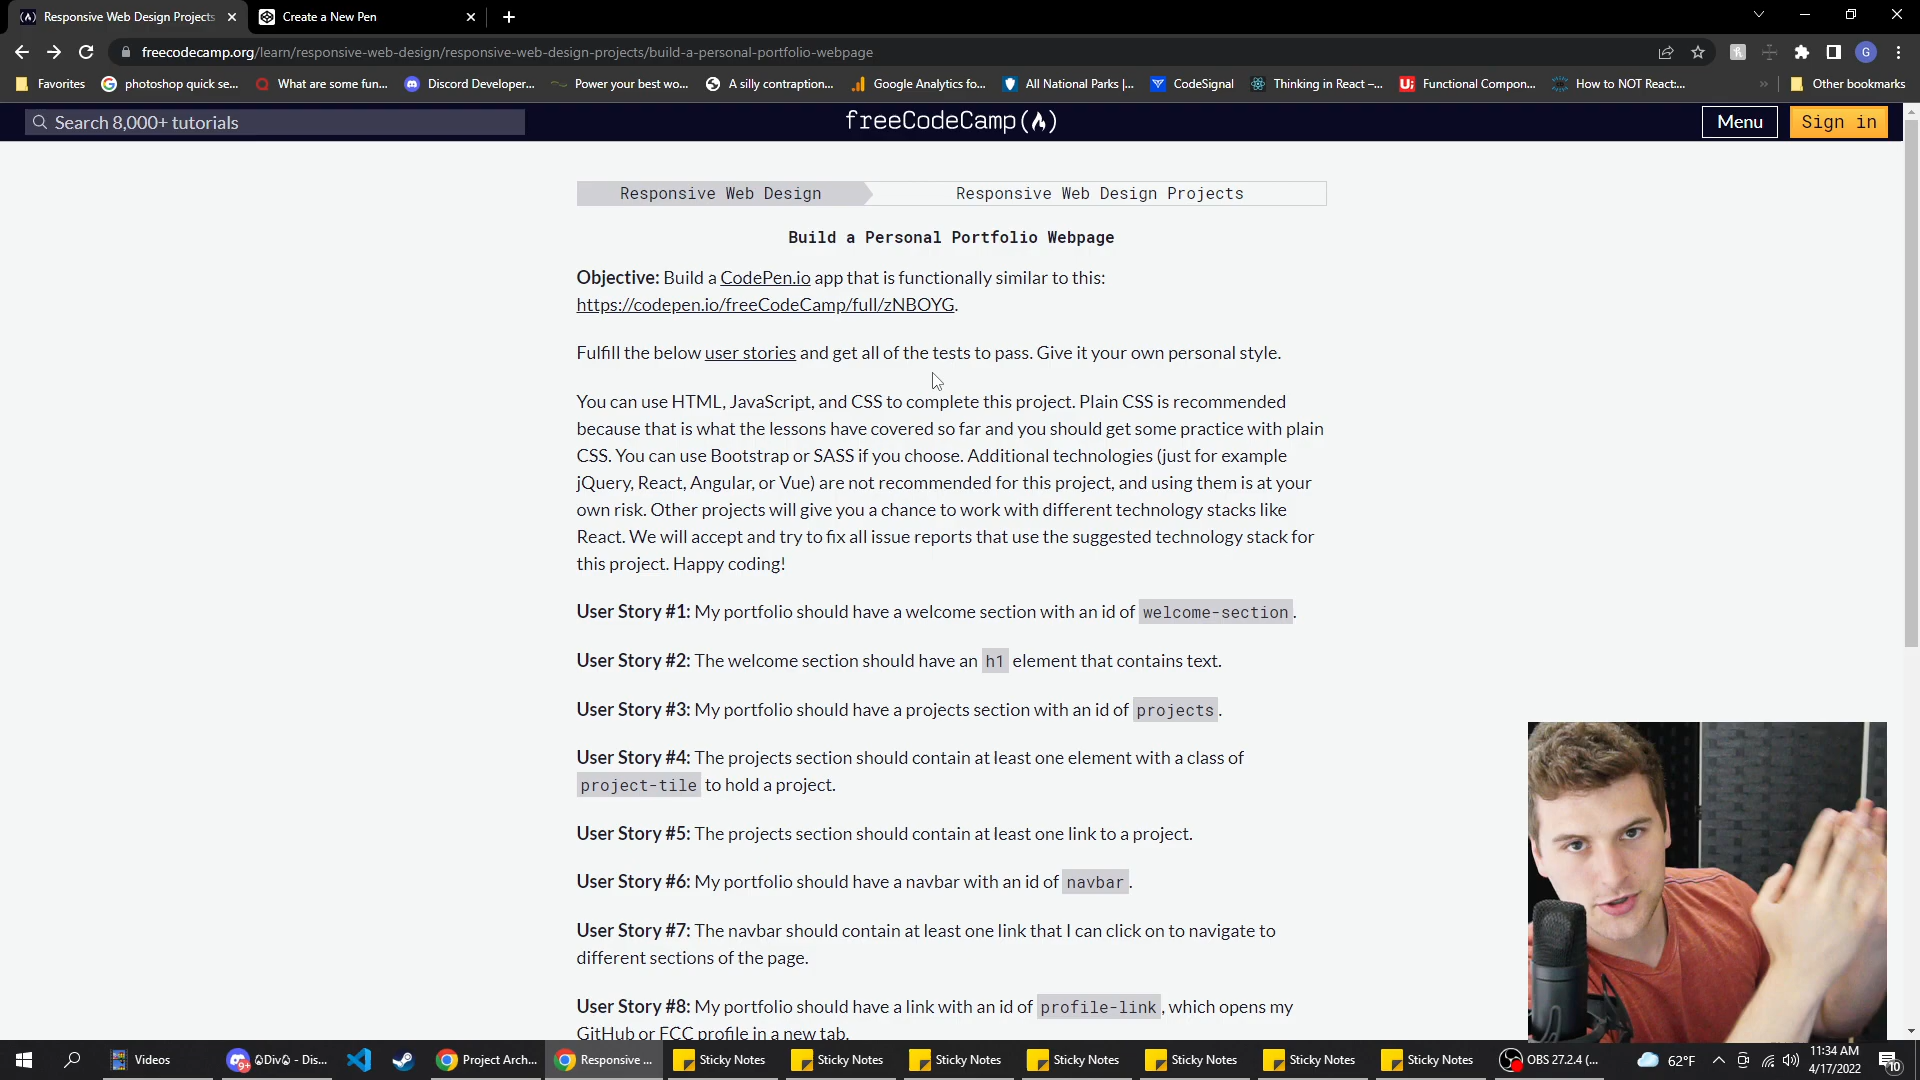 Responsive Web Design Projects
Create a New Pen
freecodecamp.org/learn/responsive-web-design/responsive-web-design-projects/build-a-personal-portfolio-webpage
G
Favorites
photoshop quick se...
What are some fun...
Discord Developer...
Power your best wo...
A silly contraption...
Google Analytics fo...
All National Parks |...
CodeSignal
Thinking in React –...
Functional Compon...
How to NOT React:...
»
Other bookmarks
Search 8,000+ tutorials
freeCodeCamp
Menu
Sign in
Responsive Web Design
Responsive Web Design Projects
Build a Personal Portfolio Webpage
Objective: Build a CodePen.io app that is functionally similar to this:
https://codepen.io/freeCodeCamp/full/zNBOYG.
Fulfill the below user stories and get all of the tests to pass. Give it your own personal style.
You can use HTML, JavaScript, and CSS to complete this project. Plain CSS is recommended
because that is what the lessons have covered so far and you should get some practice with plain
CSS. You can use Bootstrap or SASS if you choose. Additional technologies (just for example
jQuery, React, Angular, or Vue) are not recommended for this project, and using them is at your
own risk. Other projects will give you a chance to work with different technology stacks like
React. We will accept and try to fix all issue reports that use the suggested technology stack for
this project. Happy coding!
User Story #1: My portfolio should have a welcome section with an id of welcome-section.
User Story #2: The welcome section should have an h1 element that contains text.
User Story #3: My portfolio should have a projects section with an id of projects.
User Story #4: The projects section should contain at least one element with a class of
project-tile to hold a project.
User Story #5: The projects section should contain at least one link to a project.
User Story #6: My portfolio should have a navbar with an id of navbar.
User Story #7: The navbar should contain at least one link that I can click on to navigate to
different sections of the page.
User Story #8: My portfolio should have a link with an id of profile-link, which opens my
GitHub or FCC profile in a new tab.
Videos
9+
Div - Dis...
Project Arch...
Responsive ...
Sticky Notes
Sticky Notes
Sticky Notes
Sticky Notes
Sticky Notes
Sticky Notes
Sticky Notes
OBS 27.2.4 (...
62°F
11:34 AM
4/17/2022
10